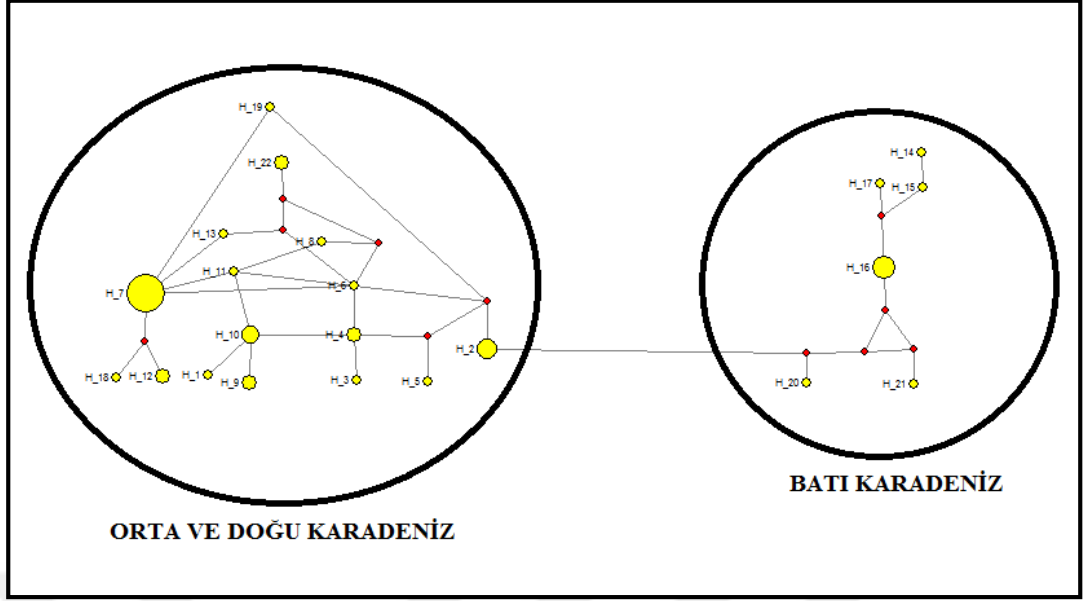 H_19
H_22
H_13
H_8
H_11
H_6
H_7
H_10
H_4
H_2
H_18
H_12
H_1
H_9
H_3
H_5
ORTA VE DOĞU KARADENİZ
H_14
H_17
H_15
H_16
H_20
H_21
BATI KARADENİZ